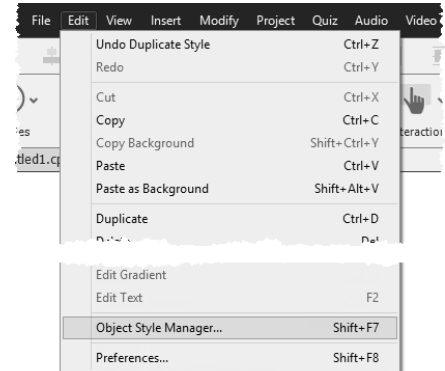 File Edit View Insert Modify Project Quiz Audio Video
Undo Duplicate Style Ctrl+Z
Redo Ctrl+Y
Cut Ctrl+X
Copy Ctrl+C
Copy Background Shift+Ctrl+Y
Paste Ctrl+V
Paste as Background Shift+Alt+V
Duplicate Ctrl+D
Del
Edit Gradient
Edit Text F2
Object Style Manager... Shift+F7
Preferences... Shift+F8